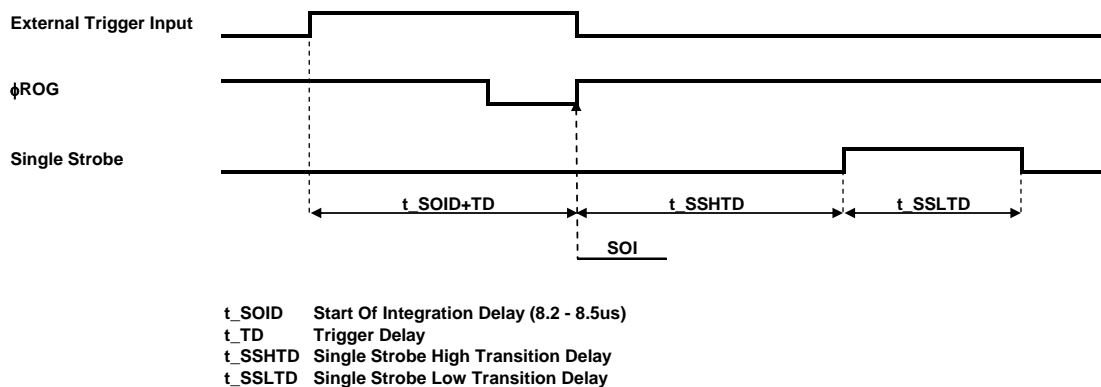 External Trigger Input
ϕROG
Single Strobe
t_SOID+TD t_SSHTD t_SSLTD
SOI
t_SOID Start Of Integration Delay (8.2 - 8.5us)
t_TD Trigger Delay
t_SSHTD Single Strobe High Transition Delay
t_SSLTD Single Strobe Low Transition Delay